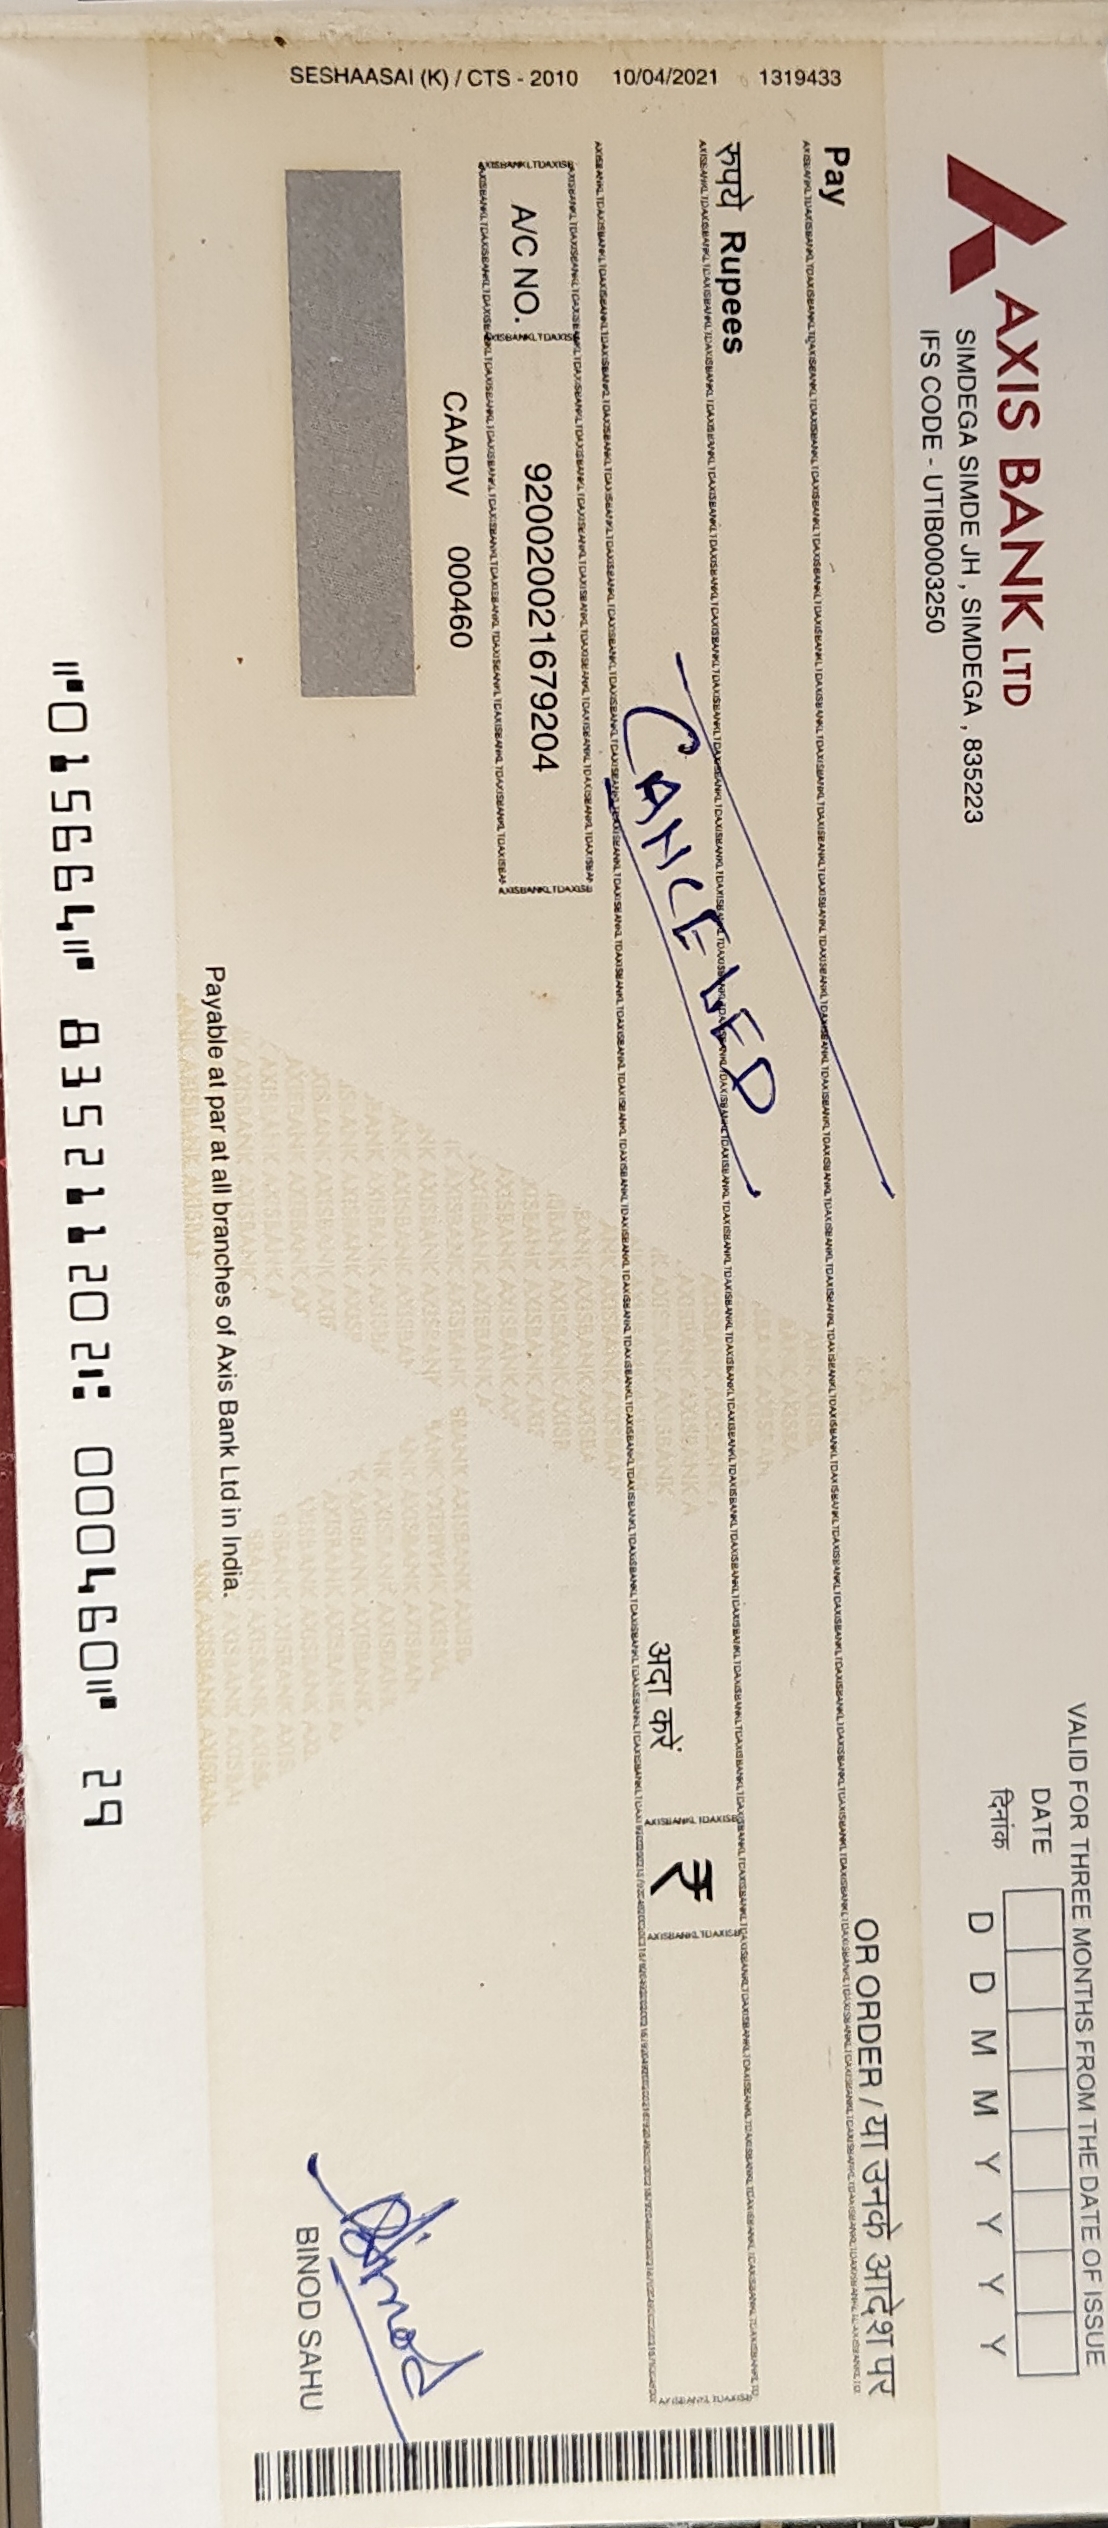 AXIS BANK LTD
SIMDEGA SIMDE JH , SIMDEGA , 835223
IFS CODE - UTIB0003250
VALID FOR THREE MONTHS FROM THE DATE OF ISSUE
DATE
दिनांक D D M M Y Y Y Y
Pay
OR ORDER / या उनके आदेश पर
रुपये Rupees
CANCELED
अदा करें ₹
A/C NO. 920020021679204
CAADV 000460
SESHAASAI (K) / CTS - 2010 10/04/2021 1319433
Binod
BINOD SAHU
Payable at par at all branches of Axis Bank Ltd in India.
⑈015664⑈ 835211202⑆ 000460⑈ 29